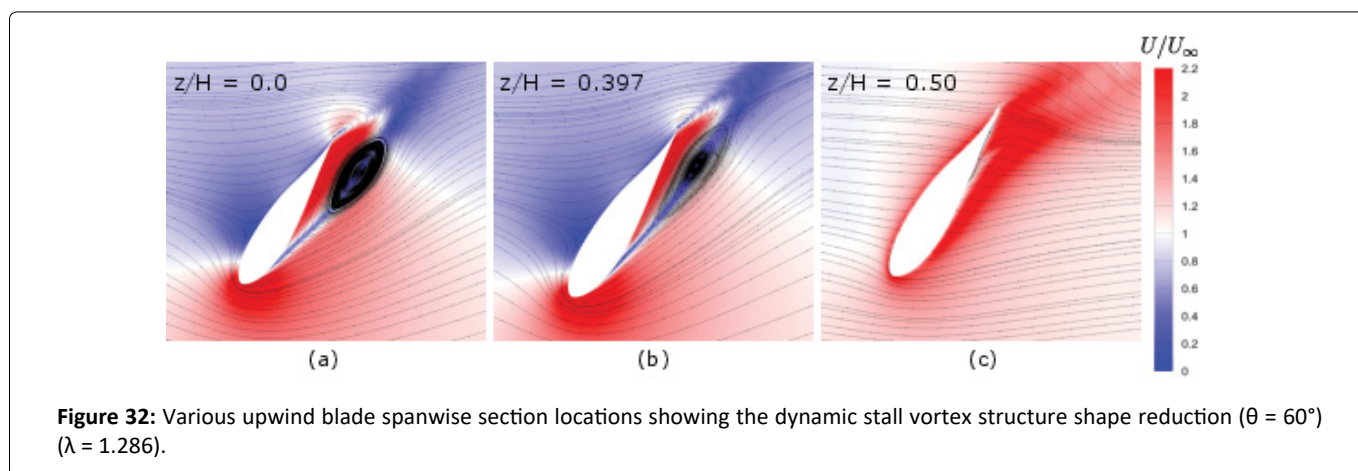 U/U∞
z/H = 0.0
z/H = 0.397
z/H = 0.50
2.2
2
1.8
1.6
1.4
1.2
1
0.8
0.6
0.4
0.2
0
(a)
(b)
(c)
Figure 32: Various upwind blade spanwise section locations showing the dynamic stall vortex structure shape reduction (θ = 60°)
(λ = 1.286).